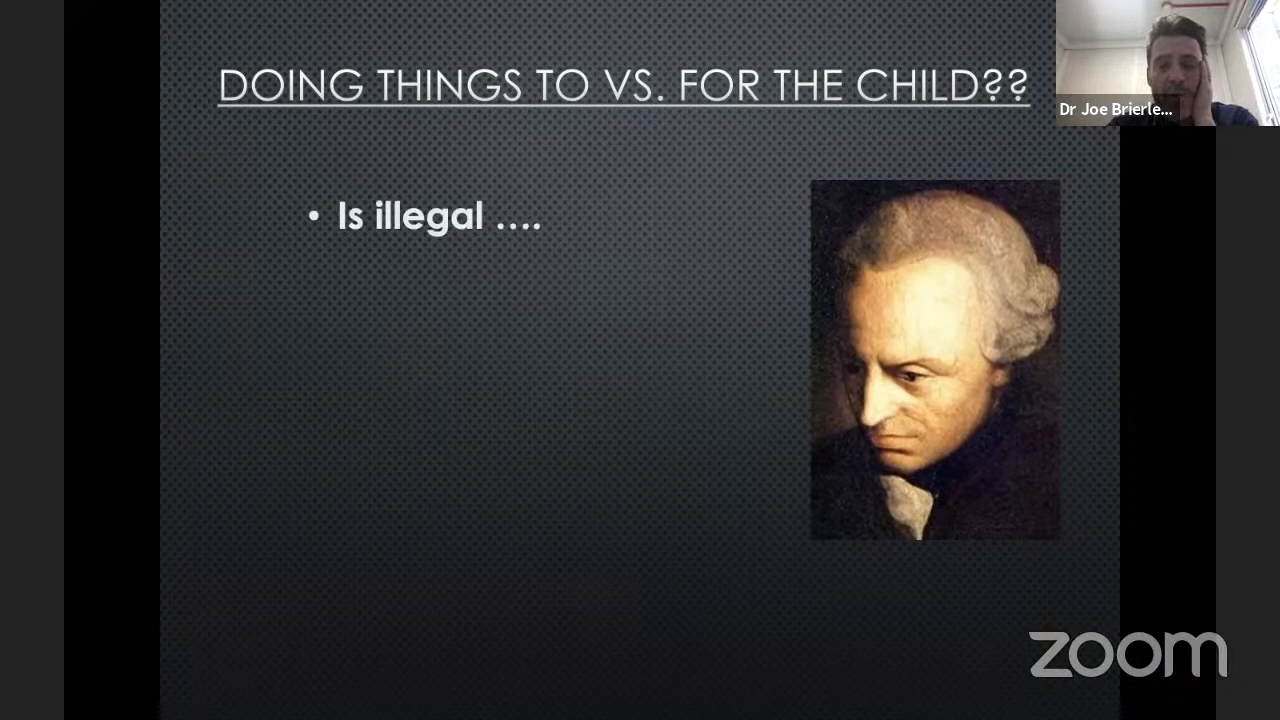 DOING THINGS TO VS. FOR THE CHILD??
Dr Joe Brierle...
• Is illegal ....
zoom